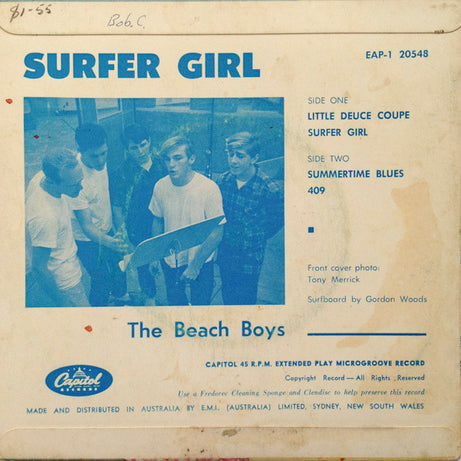 81-55
Bob. C.
SURFER GIRL
EAP-1 20548
SIDE ONE
LITTLE DEUCE COUPE
SURFER GIRL
SIDE TWO
SUMMERTIME BLUES
409
Front cover photo:
Tony Merrick
Surfboard by Gordon Woods
The Beach Boys
CAPITOL 45 R.P.M. EXTENDED PLAY MICROGROOVE RECORD
Copyright Record — All Rights Reserved
Use a Fredorec Cleaning Sponge and Clendisc to help preserve this record
MADE AND DISTRIBUTED IN AUSTRALIA BY E.M.I. (AUSTRALIA) LIMITED, SYDNEY, NEW SOUTH WALES
Capitol
RECORDS